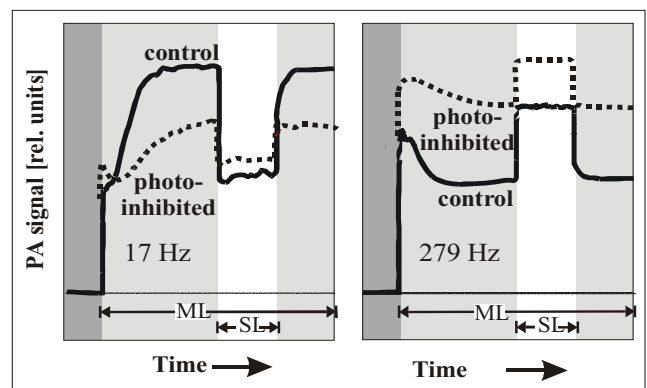 PA signal [rel. units]
control
photo-
inhibited
17 Hz
ML
SL
Time
photo-
inhibited
control
279 Hz
ML
SL
Time